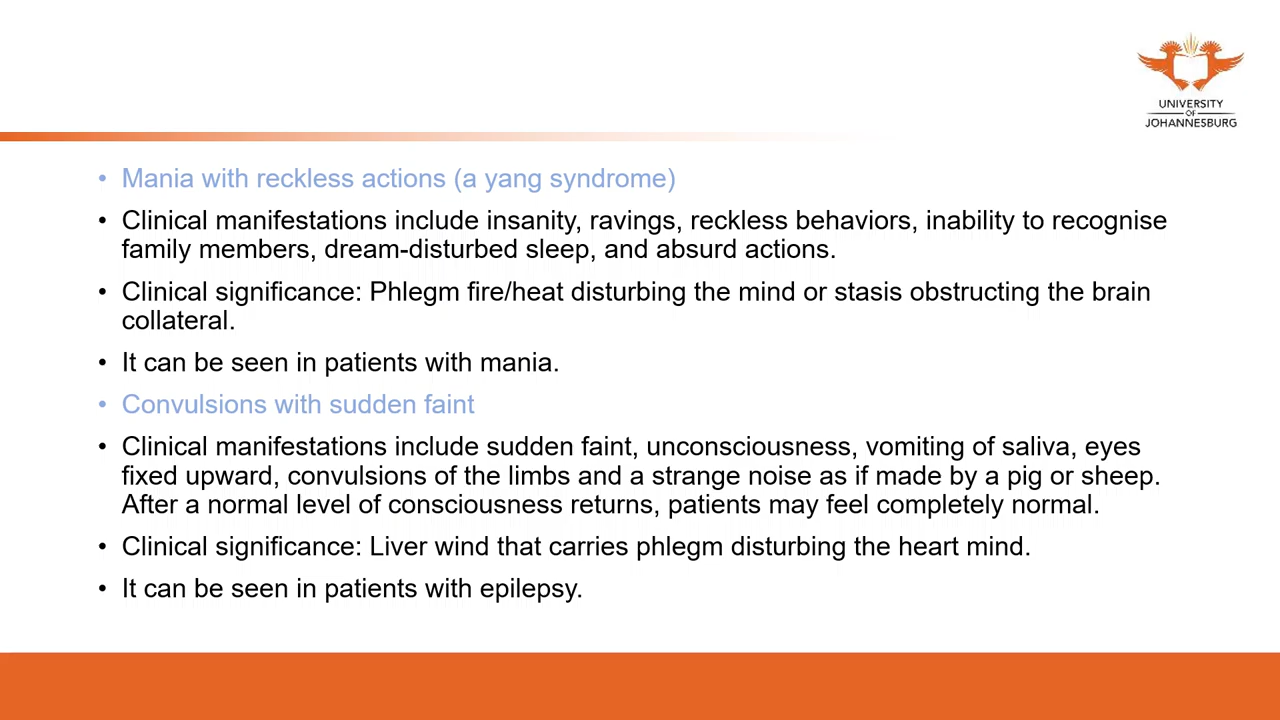 UNIVERSITY
OF
JOHANNESBURG
• Mania with reckless actions (a yang syndrome)
• Clinical manifestations include insanity, ravings, reckless behaviors, inability to recognise
family members, dream-disturbed sleep, and absurd actions.
• Clinical significance: Phlegm fire/heat disturbing the mind or stasis obstructing the brain
collateral.
• It can be seen in patients with mania.
• Convulsions with sudden faint
• Clinical manifestations include sudden faint, unconsciousness, vomiting of saliva, eyes
fixed upward, convulsions of the limbs and a strange noise as if made by a pig or sheep.
After a normal level of consciousness returns, patients may feel completely normal.
• Clinical significance: Liver wind that carries phlegm disturbing the heart mind.
• It can be seen in patients with epilepsy.